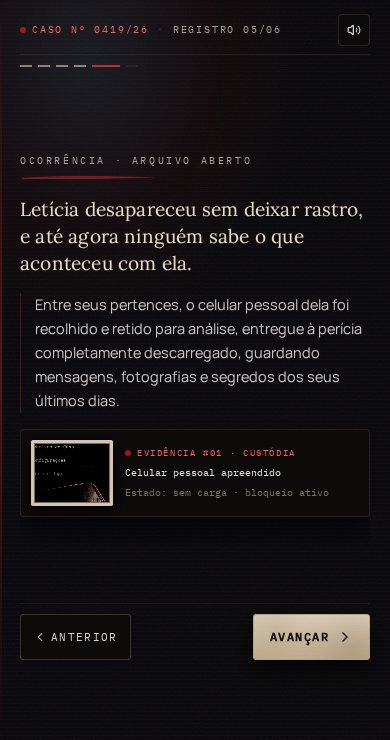 CASO Nº 0419/26 · REGISTRO 05/06
OCORRÊNCIA · ARQUIVO ABERTO
Letícia desapareceu sem deixar rastro,
e até agora ninguém sabe o que
aconteceu com ela.
Entre seus pertences, o celular pessoal dela foi
recolhido e retido para análise, entregue à perícia
completamente descarregado, guardando
mensagens, fotografias e segredos dos seus
últimos dias.
EVIDÊNCIA #01 · CUSTÓDIA
Celular pessoal apreendido
Estado: sem carga · bloqueio ativo
ANTERIOR
AVANÇAR